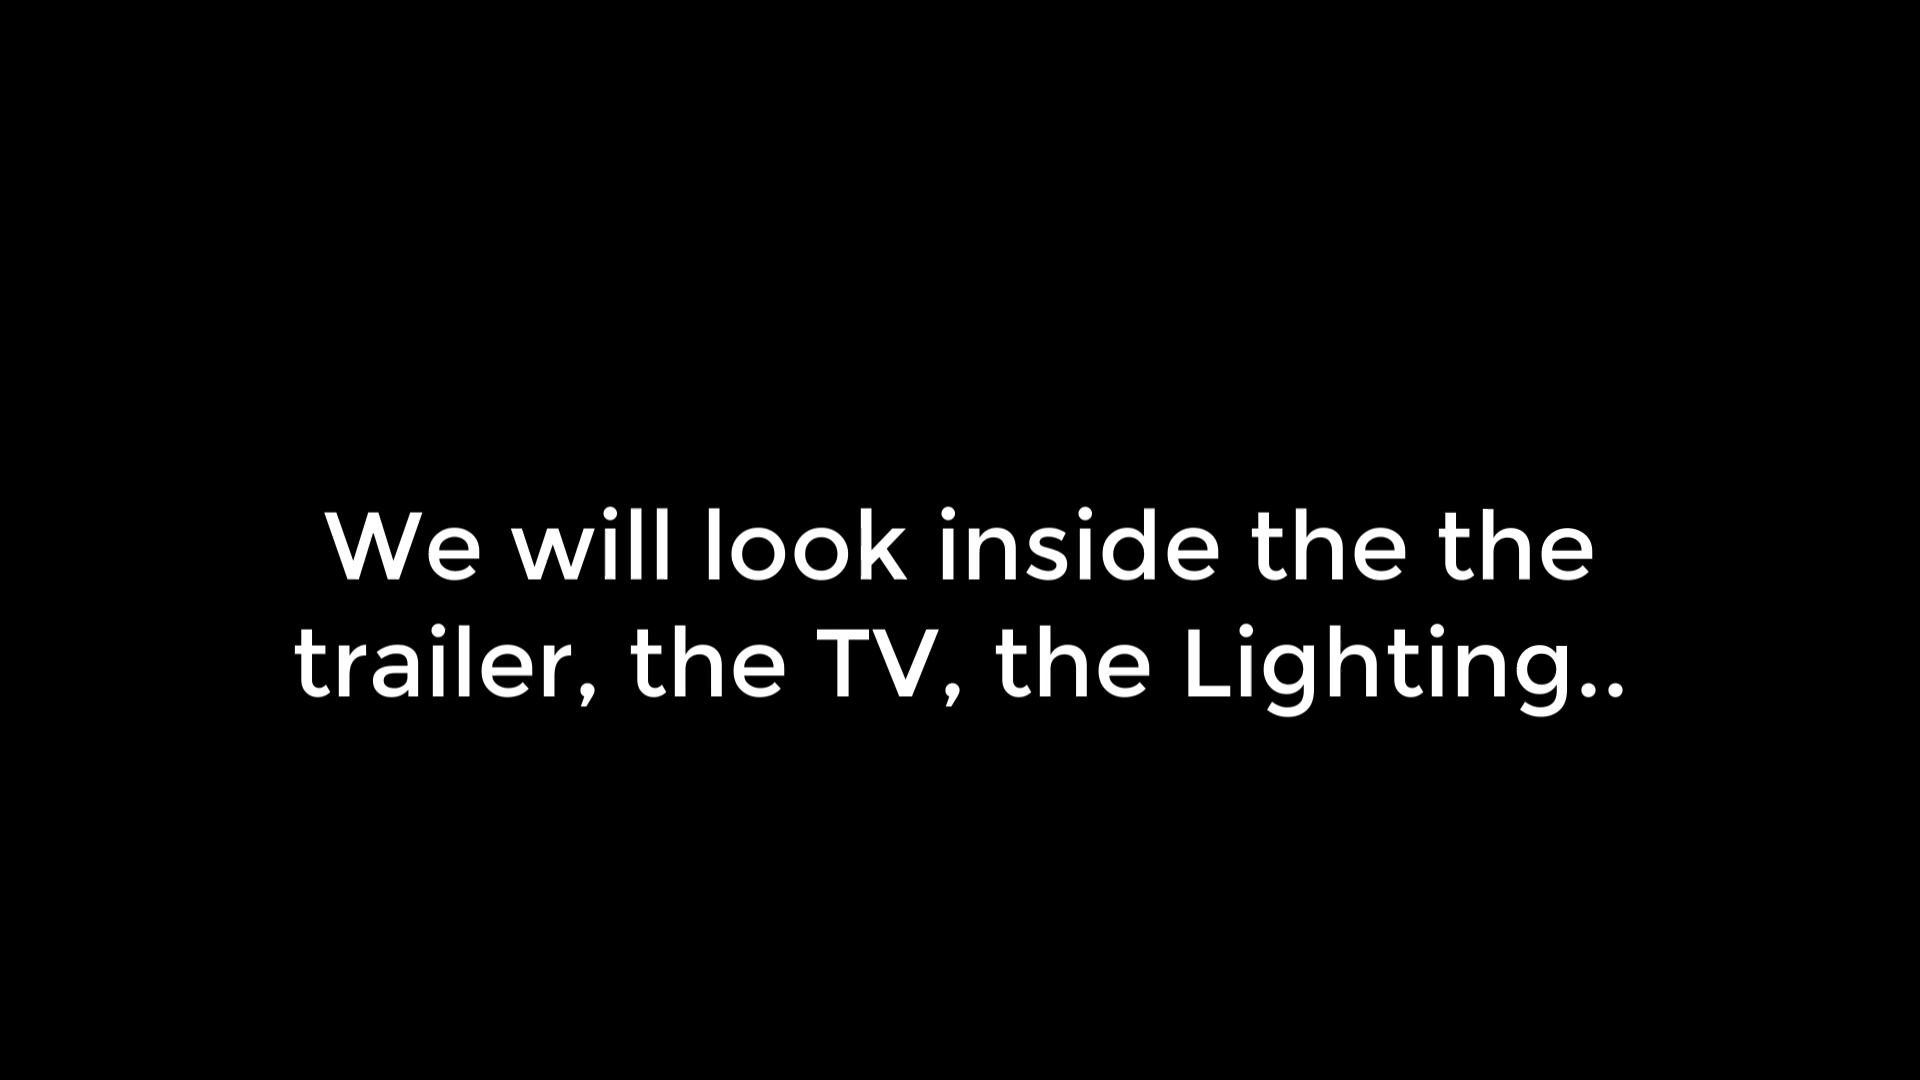 We will look inside the the
trailer, the TV, the Lighting..